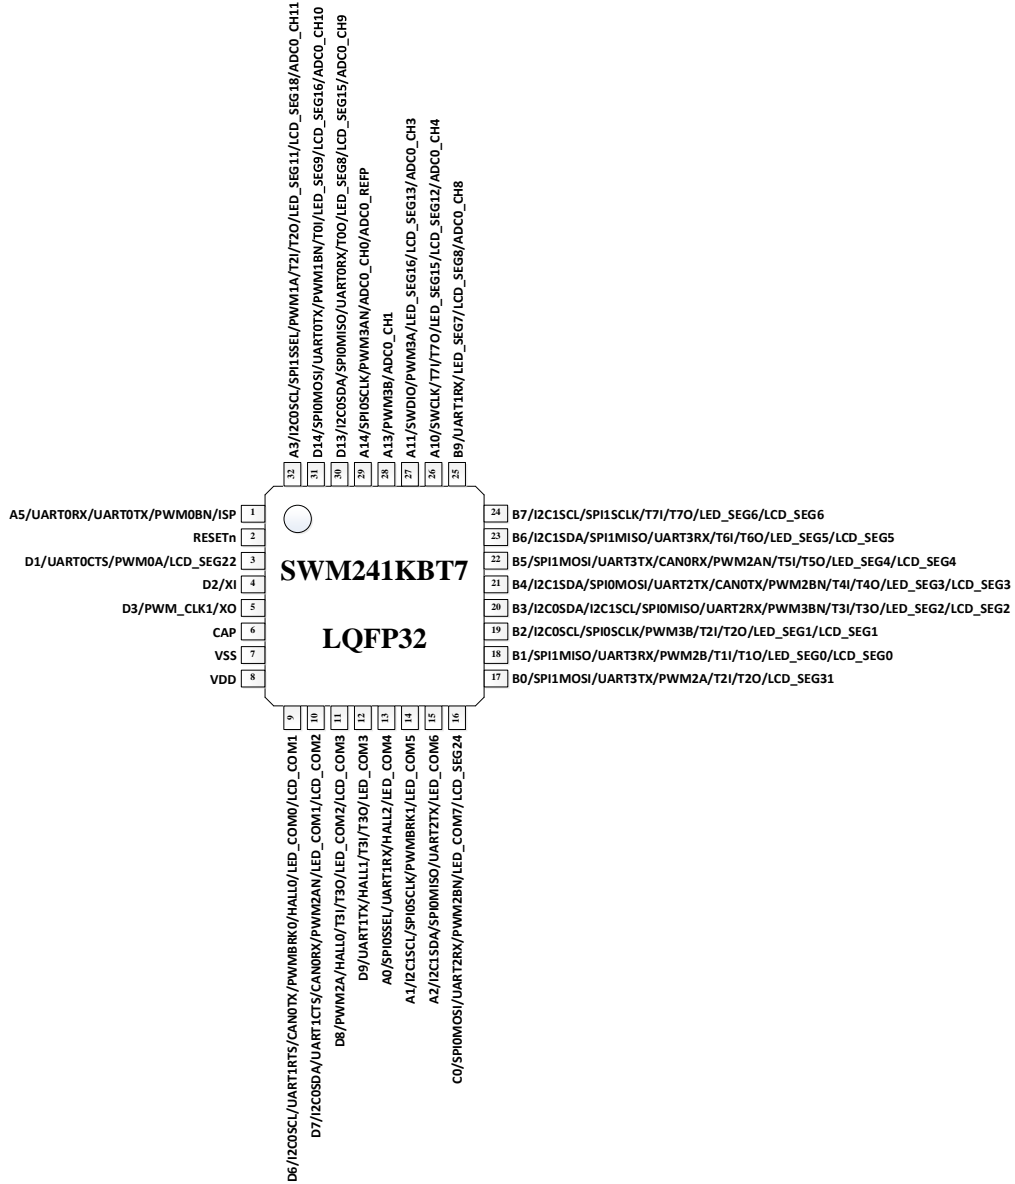 A3/I2C0SCL/SPI1SSEL/PWM1A/T2I/T2O/LED_SEG11/LCD_SEG18/ADC0_CH11
D14/SPI0MOSI/UART0TX/PWM1BN/T0I/LED_SEG9/LCD_SEG16/ADC0_CH10
D13/I2C0SDA/SPI0MISO/UART0RX/T0O/LED_SEG8/LCD_SEG15/ADC0_CH9
A14/SPI0SCLK/PWM3AN/ADC0_CH0/ADC0_REFP
A13/PWM3B/ADC0_CH1
A11/SWDIO/PWM3A/LED_SEG16/LCD_SEG13/ADC0_CH3
A10/SWCLK/T7I/T7O/LED_SEG15/LCD_SEG12/ADC0_CH4
B9/UART1RX/LED_SEG7/LCD_SEG8/ADC0_CH8
32 31 30 29 28 27 26 25
A5/UART0RX/UART0TX/PWM0BN/ISP 1
RESETn 2
D1/UART0CTS/PWM0A/LCD_SEG22 3
D2/XI 4
D3/PWM_CLK1/XO 5
CAP 6
VSS 7
VDD 8
SWM241KBT7
LQFP32
24 B7/I2C1SCL/SPI1SCLK/T7I/T7O/LED_SEG6/LCD_SEG6
23 B6/I2C1SDA/SPI1MISO/UART3RX/T6I/T6O/LED_SEG5/LCD_SEG5
22 B5/SPI1MOSI/UART3TX/CAN0RX/PWM2AN/T5I/T5O/LED_SEG4/LCD_SEG4
21 B4/I2C1SDA/SPI0MOSI/UART2TX/CAN0TX/PWM2BN/T4I/T4O/LED_SEG3/LCD_SEG3
20 B3/I2C0SDA/I2C1SCL/SPI0MISO/UART2RX/PWM3BN/T3I/T3O/LED_SEG2/LCD_SEG2
19 B2/I2C0SCL/SPI0SCLK/PWM3B/T2I/T2O/LED_SEG1/LCD_SEG1
18 B1/SPI1MISO/UART3RX/PWM2B/T1I/T1O/LED_SEG0/LCD_SEG0
17 B0/SPI1MOSI/UART3TX/PWM2A/T2I/T2O/LCD_SEG31
9 10 11 12 13 14 15 16
D6/I2C0SCL/UART1RTS/CAN0TX/PWMBRK0/HALL0/LED_COM0/LCD_COM1
D7/I2C0SDA/UART1CTS/CAN0RX/PWM2AN/LED_COM1/LCD_COM2
D8/PWM2A/HALL0/T3I/T3O/LED_COM2/LCD_COM3
D9/UART1TX/HALL1/T3I/T3O/LED_COM3
A0/SPI0SSEL/UART1RX/HALL2/LED_COM4
A1/I2C1SCL/SPI0SCLK/PWMBRK1/LED_COM5
A2/I2C1SDA/SPI0MISO/UART2TX/LED_COM6
C0/SPI0MOSI/UART2RX/PWM2BN/LED_COM7/LCD_SEG24